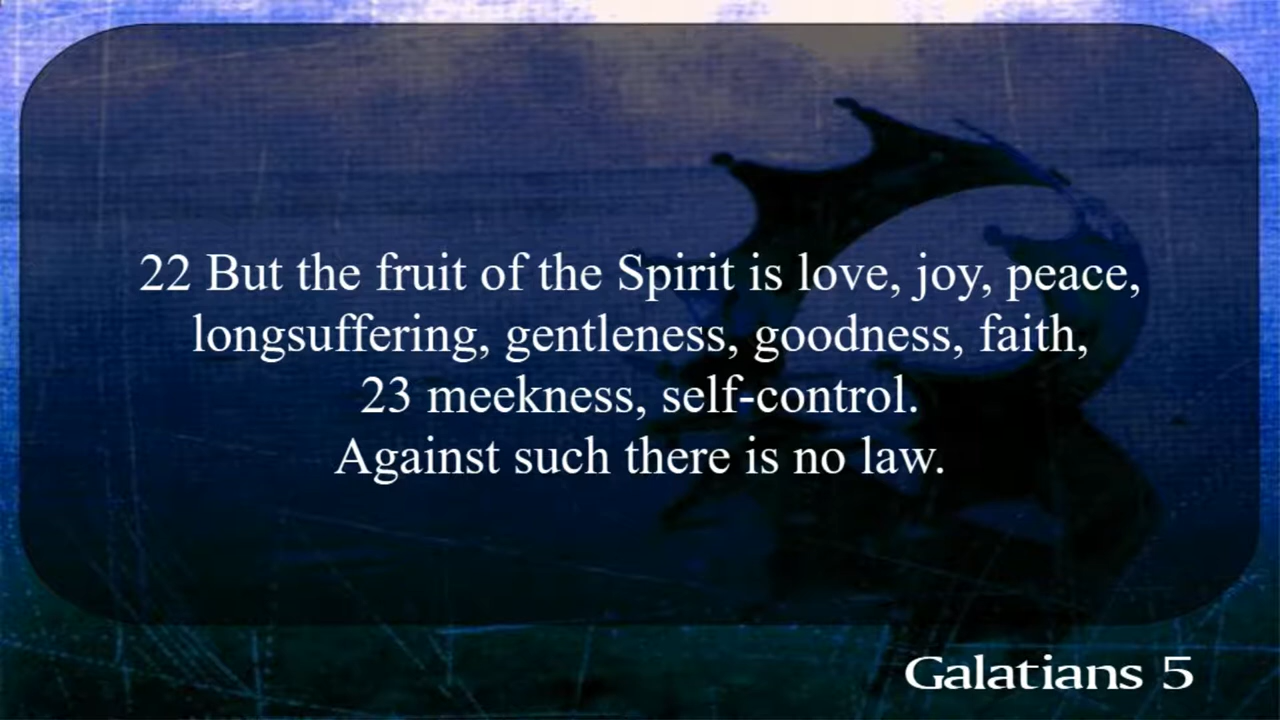 22 But the fruit of the Spirit is love, joy, peace,
longsuffering, gentleness, goodness, faith,
23 meekness, self-control.
Against such there is no law.
Galatians 5